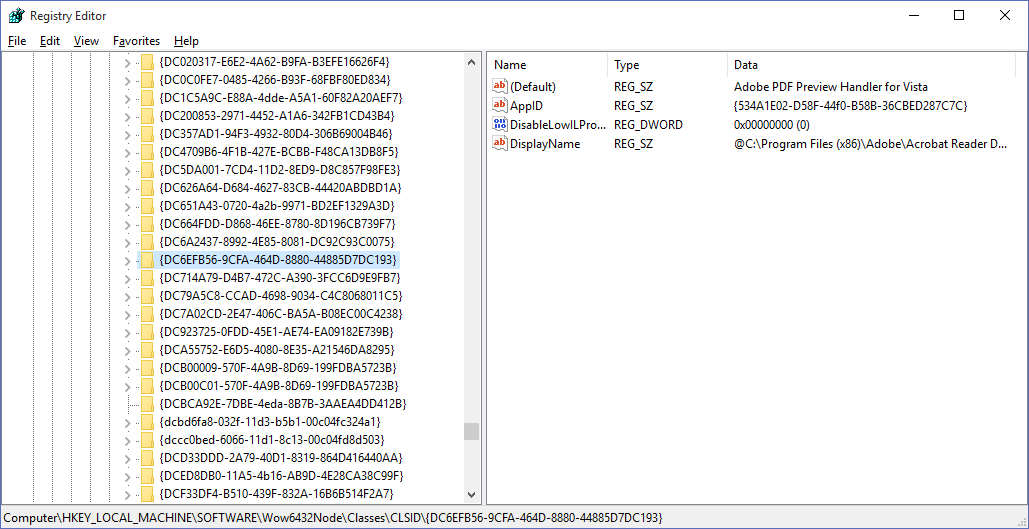 Registry Editor
File Edit View Favorites Help
{DC020317-E6E2-4A62-B9FA-B3EFE16626F4}
{DC0C0FE7-0485-4266-B93F-68FBF80ED834}
{DC1C5A9C-E88A-4dde-A5A1-60F82A20AEF7}
{DC200853-2971-4452-A1A6-342FB1CD43B4}
{DC357AD1-94F3-4932-80D4-306B69004B46}
{DC4709B6-4F1B-427E-BCBB-F48CA13DB8F5}
{DC5DA001-7CD4-11D2-8ED9-D8C857F98FE3}
{DC626A64-D684-4627-83CB-44420ABDBD1A}
{DC651A43-0720-4a2b-9971-BD2EF1329A3D}
{DC664FDD-D868-46EE-8780-8D196CB739F7}
{DC6A2437-8992-4E85-8081-DC92C93C0075}
{DC6EFB56-9CFA-464D-8880-44885D7DC193}
{DC714A79-D4B7-472C-A390-3FCC6D9E9FB7}
{DC79A5C8-CCAD-4698-9034-C4C8068011C5}
{DC7A02CD-2E47-406C-BA5A-B08EC00C4238}
{DC923725-0FDD-45E1-AE74-EA09182E739B}
{DCA55752-E6D5-4080-8E35-A21546DA8295}
{DCB00009-570F-4A9B-8D69-199FDBA5723B}
{DCB00C01-570F-4A9B-8D69-199FDBA5723B}
{DCBCA92E-7DBE-4eda-8B7B-3AAEA4DD412B}
{dcbd6fa8-032f-11d3-b5b1-00c04fc324a1}
{dccc0bed-6066-11d1-8c13-00c04fd8d503}
{DCD33DDD-2A79-40D1-8319-864D416440AA}
{DCED8DB0-11A5-4b16-AB9D-4E28CA38C99F}
{DCF33DF4-B510-439F-832A-16B6B514F2A7}
Name Type Data
(Default) REG_SZ Adobe PDF Preview Handler for Vista
AppID REG_SZ {534A1E02-D58F-44f0-B58B-36CBED287C7C}
DisableLowILPro... REG_DWORD 0x00000000 (0)
DisplayName REG_SZ @C:\Program Files (x86)\Adobe\Acrobat Reader D...
Computer\HKEY_LOCAL_MACHINE\SOFTWARE\Wow6432Node\Classes\CLSID\{DC6EFB56-9CFA-464D-8880-44885D7DC193}